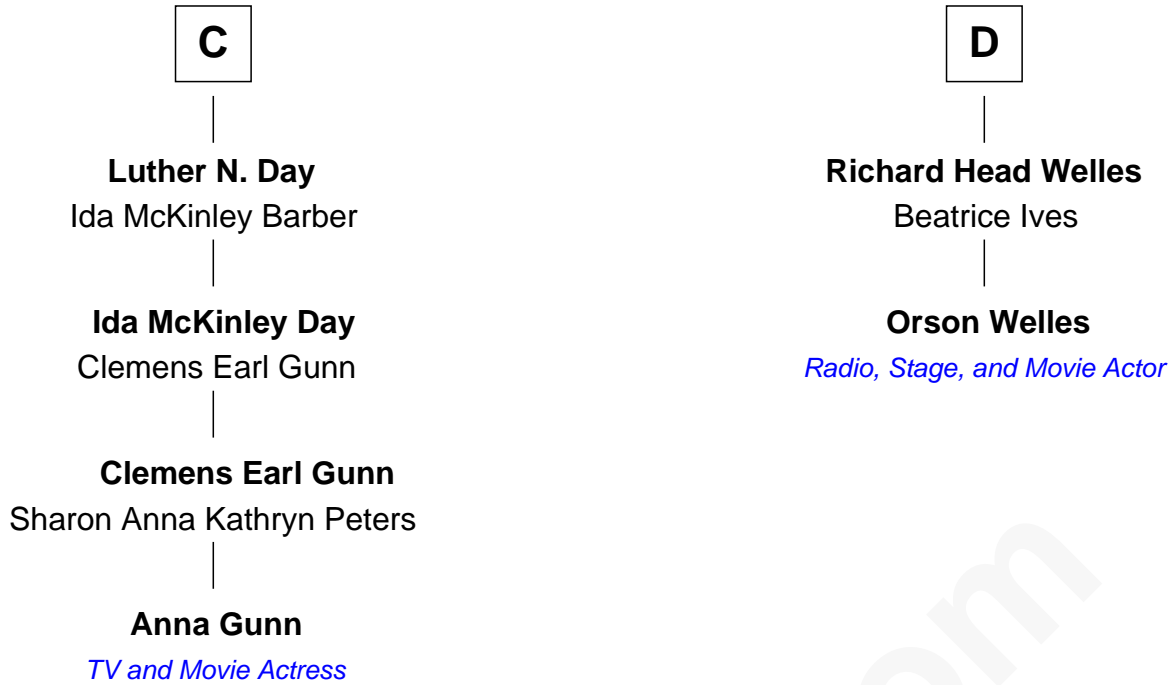 C
Luther N. Day
Ida McKinley Barber
Ida McKinley Day
Clemens Earl Gunn
Clemens Earl Gunn
Sharon Anna Kathryn Peters
Anna Gunn
TV and Movie Actress
D
Richard Head Welles
Beatrice Ives
Orson Welles
Radio, Stage, and Movie Actor
om